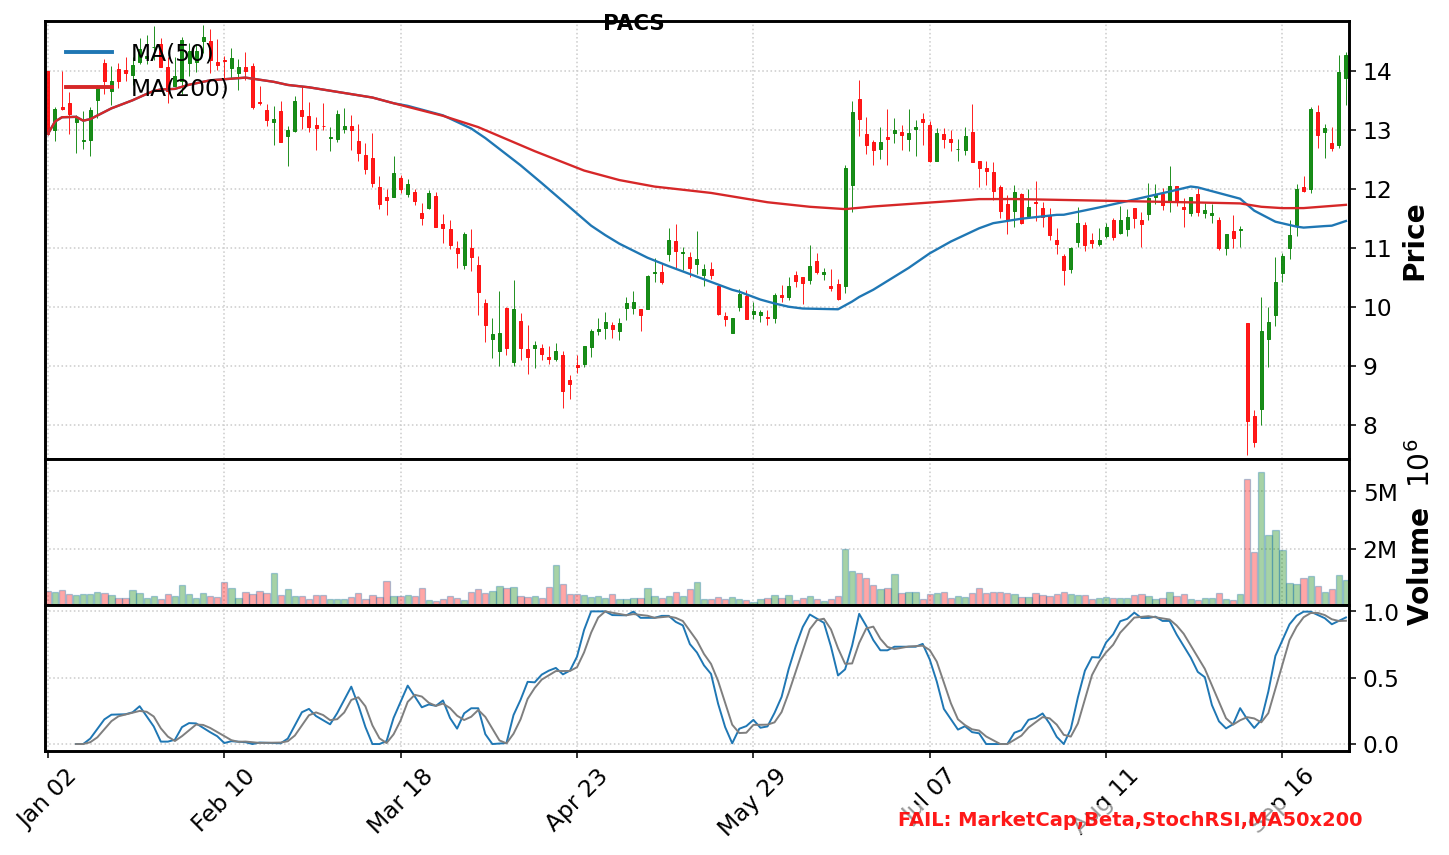 PACS
MA(50)
MA(200)
14
13
12
11
10
9
8
Price
5M
2M
Volume 10^6
1.0
0.5
0.0
Jan 02
Feb 10
Mar 18
Apr 23
May 29
Jul 07
Aug 11
Sep 16
FAIL: MarketCap,Beta,StochRSI,MA50x200